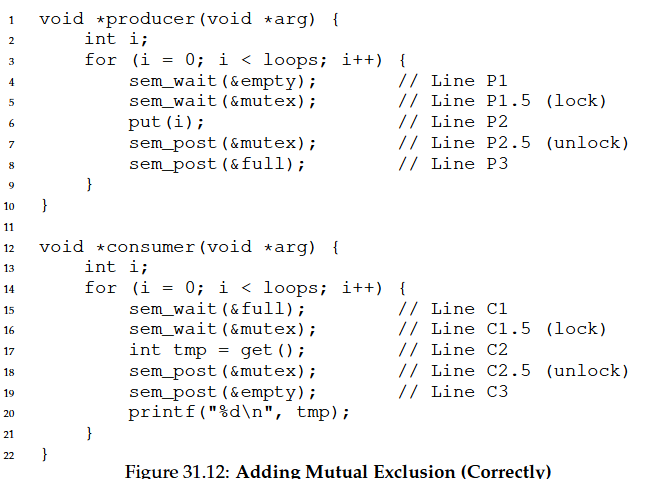 1 void *producer(void *arg) {
2     int i;
3     for (i = 0; i < loops; i++) {
4         sem_wait(&empty);          // Line P1
5         sem_wait(&mutex);          // Line P1.5 (lock)
6         put(i);                    // Line P2
7         sem_post(&mutex);          // Line P2.5 (unlock)
8         sem_post(&full);           // Line P3
9     }
10 }
11
12 void *consumer(void *arg) {
13     int i;
14     for (i = 0; i < loops; i++) {
15         sem_wait(&full);           // Line C1
16         sem_wait(&mutex);          // Line C1.5 (lock)
17         int tmp = get();           // Line C2
18         sem_post(&mutex);          // Line C2.5 (unlock)
19         sem_post(&empty);          // Line C3
20         printf("%d\n", tmp);
21     }
22 }
Figure 31.12: Adding Mutual Exclusion (Correctly)